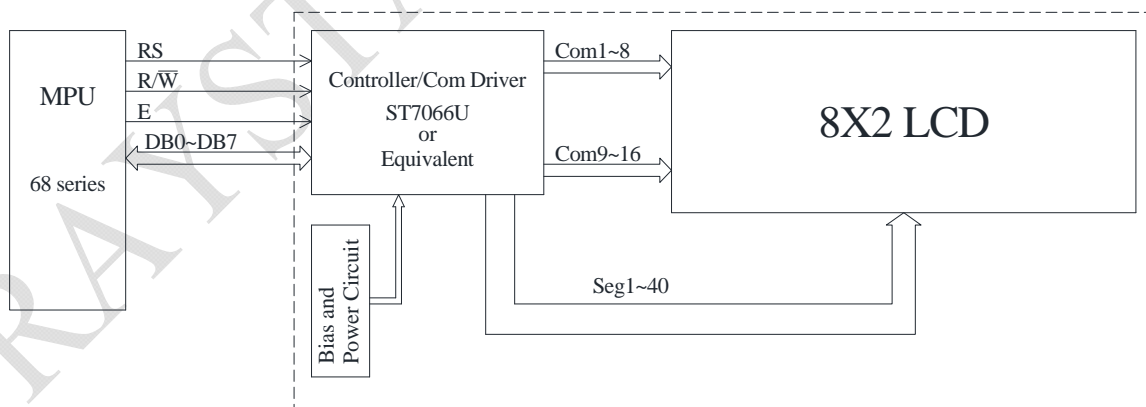 RS
R/W̅
E
DB0~DB7
MPU
68 series
Controller/Com Driver
ST7066U
or
Equivalent
Com1~8
Com9~16
8X2 LCD
Seg1~40
Bias and
Power Circuit
RAYSTA